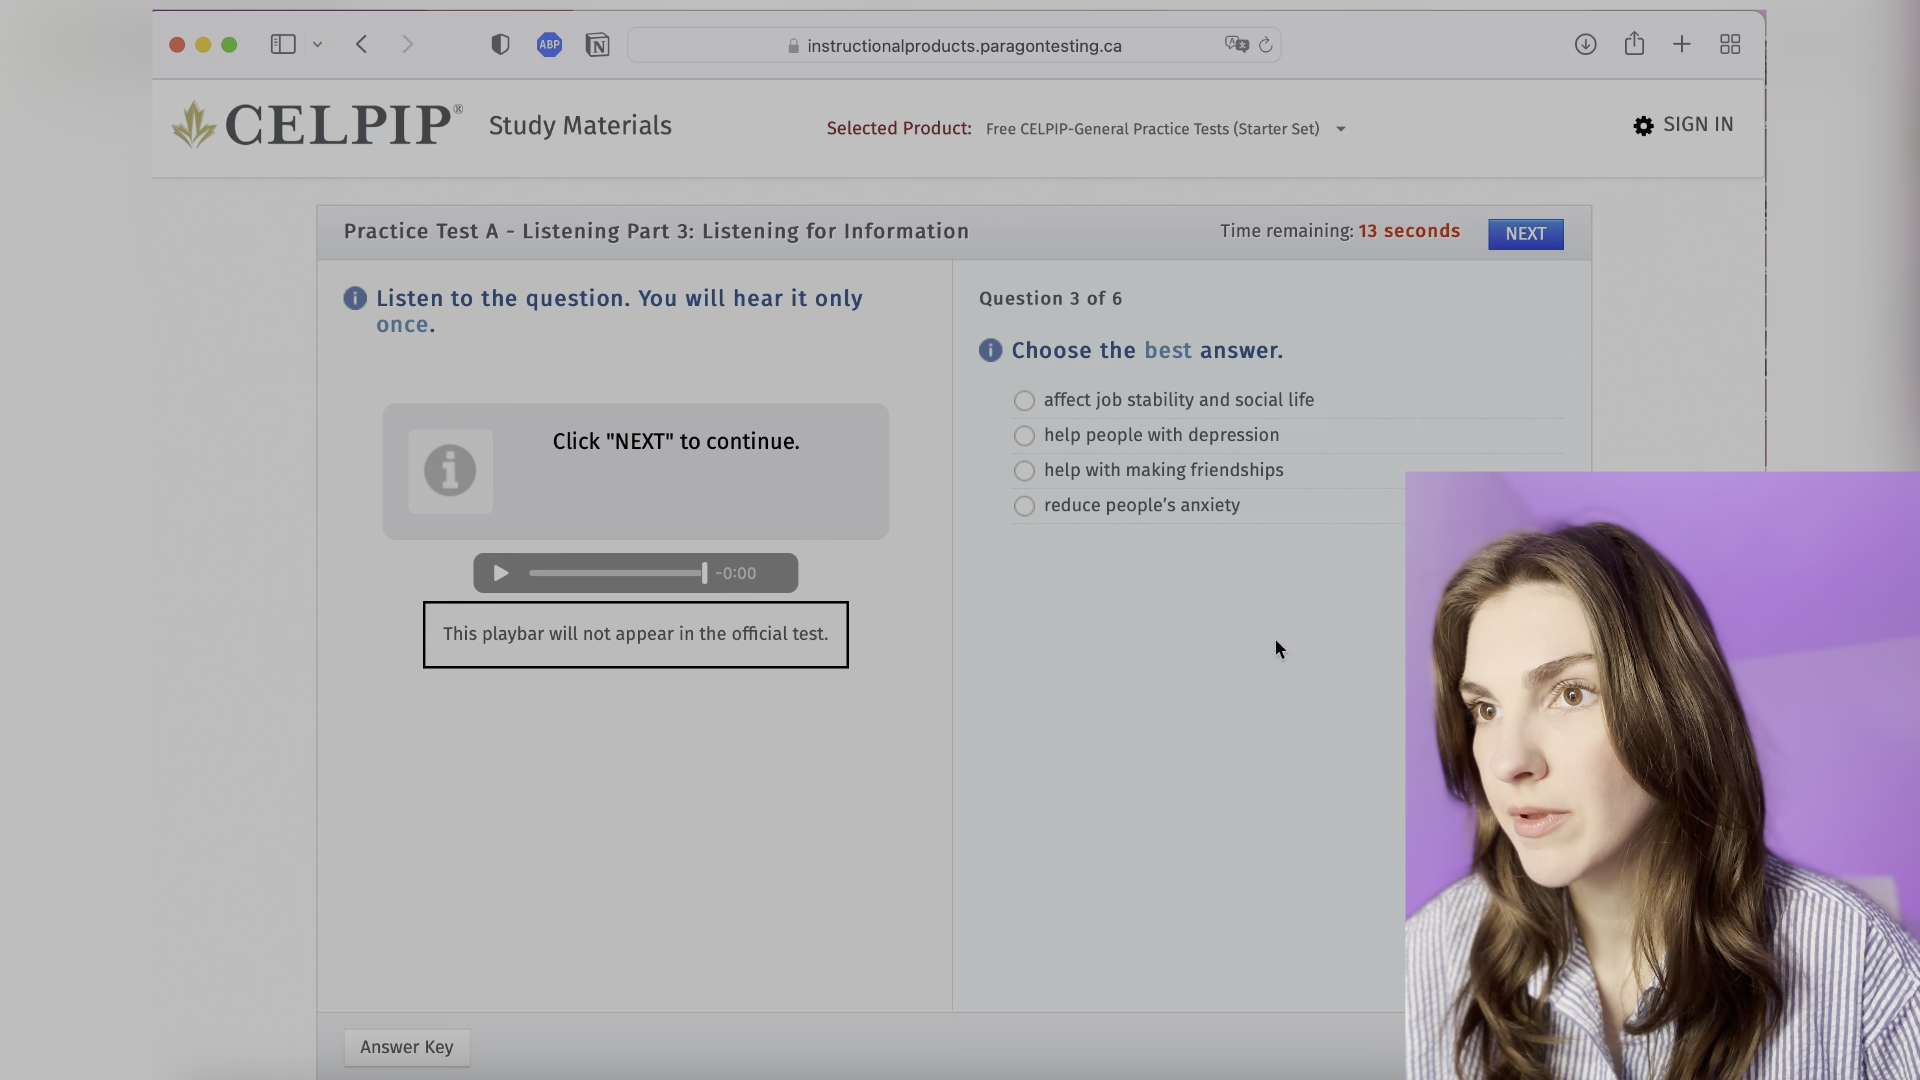 ABP
instructionalproducts.paragontesting.ca
CELPIP®
Study Materials
Selected Product: Free CELPIP-General Practice Tests (Starter Set)
SIGN IN
Practice Test A - Listening Part 3: Listening for Information
Time remaining: 13 seconds
NEXT
Listen to the question. You will hear it only
once.
Click "NEXT" to continue.
-0:00
This playbar will not appear in the official test.
Question 3 of 6
Choose the best answer.
affect job stability and social life
help people with depression
help with making friendships
reduce people’s anxiety
Answer Key